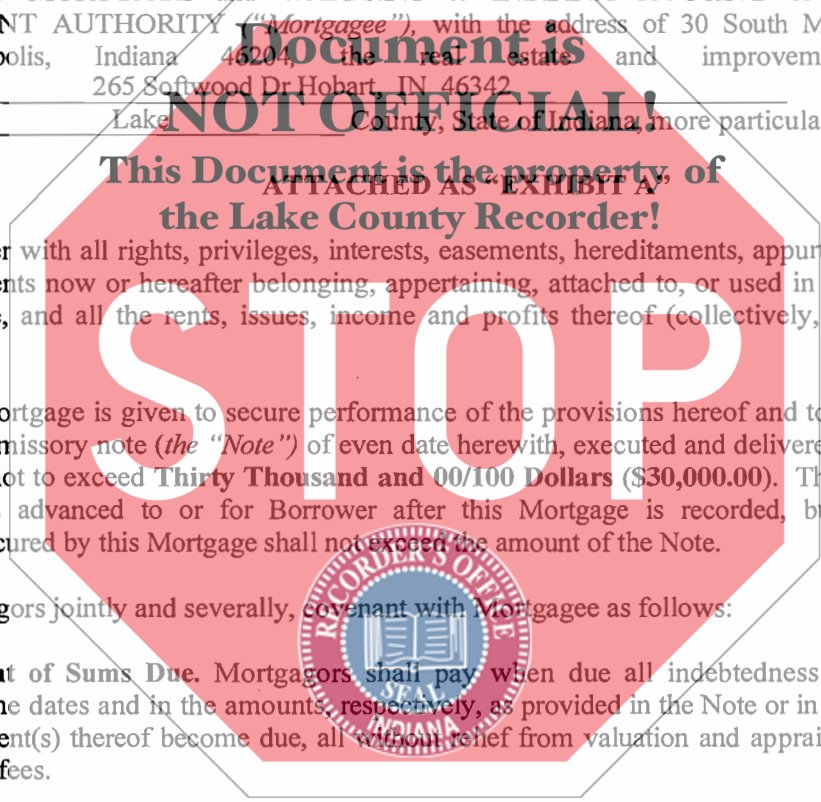 NT AUTHORITY ("Mortgagee"), with the address of 30 South M
Document is
polis, Indiana 46204, the real estate and improvem
265 Softwood Dr Hobart, IN 46342
NOT OFFICIAL!
Lake County, State of Indiana, more particula
This Document is the property of
ATTACHED AS "EXHIBIT A"
the Lake County Recorder!
er with all rights, privileges, interests, easements, hereditaments, appurt
nts now or hereafter belonging, appertaining, attached to, or used in
, and all the rents, issues, income and profits thereof (collectively,
STOP
ortgage is given to secure performance of the provisions hereof and to
missory note (the "Note") of even date herewith, executed and delivere
ot to exceed Thirty Thousand and 00/100 Dollars ($30,000.00). Th
advanced to or for Borrower after this Mortgage is recorded, bu
cured by this Mortgage shall not exceed the amount of the Note.
RECORDER'S OFFICE
gors jointly and severally, covenant with Mortgagee as follows:
nt of Sums Due. Mortgagors shall pay when due all indebtedness
SEAL
ne dates and in the amounts, respectively, as provided in the Note or in
INDIANA
ent(s) thereof become due, all without relief from valuation and apprai
fees.